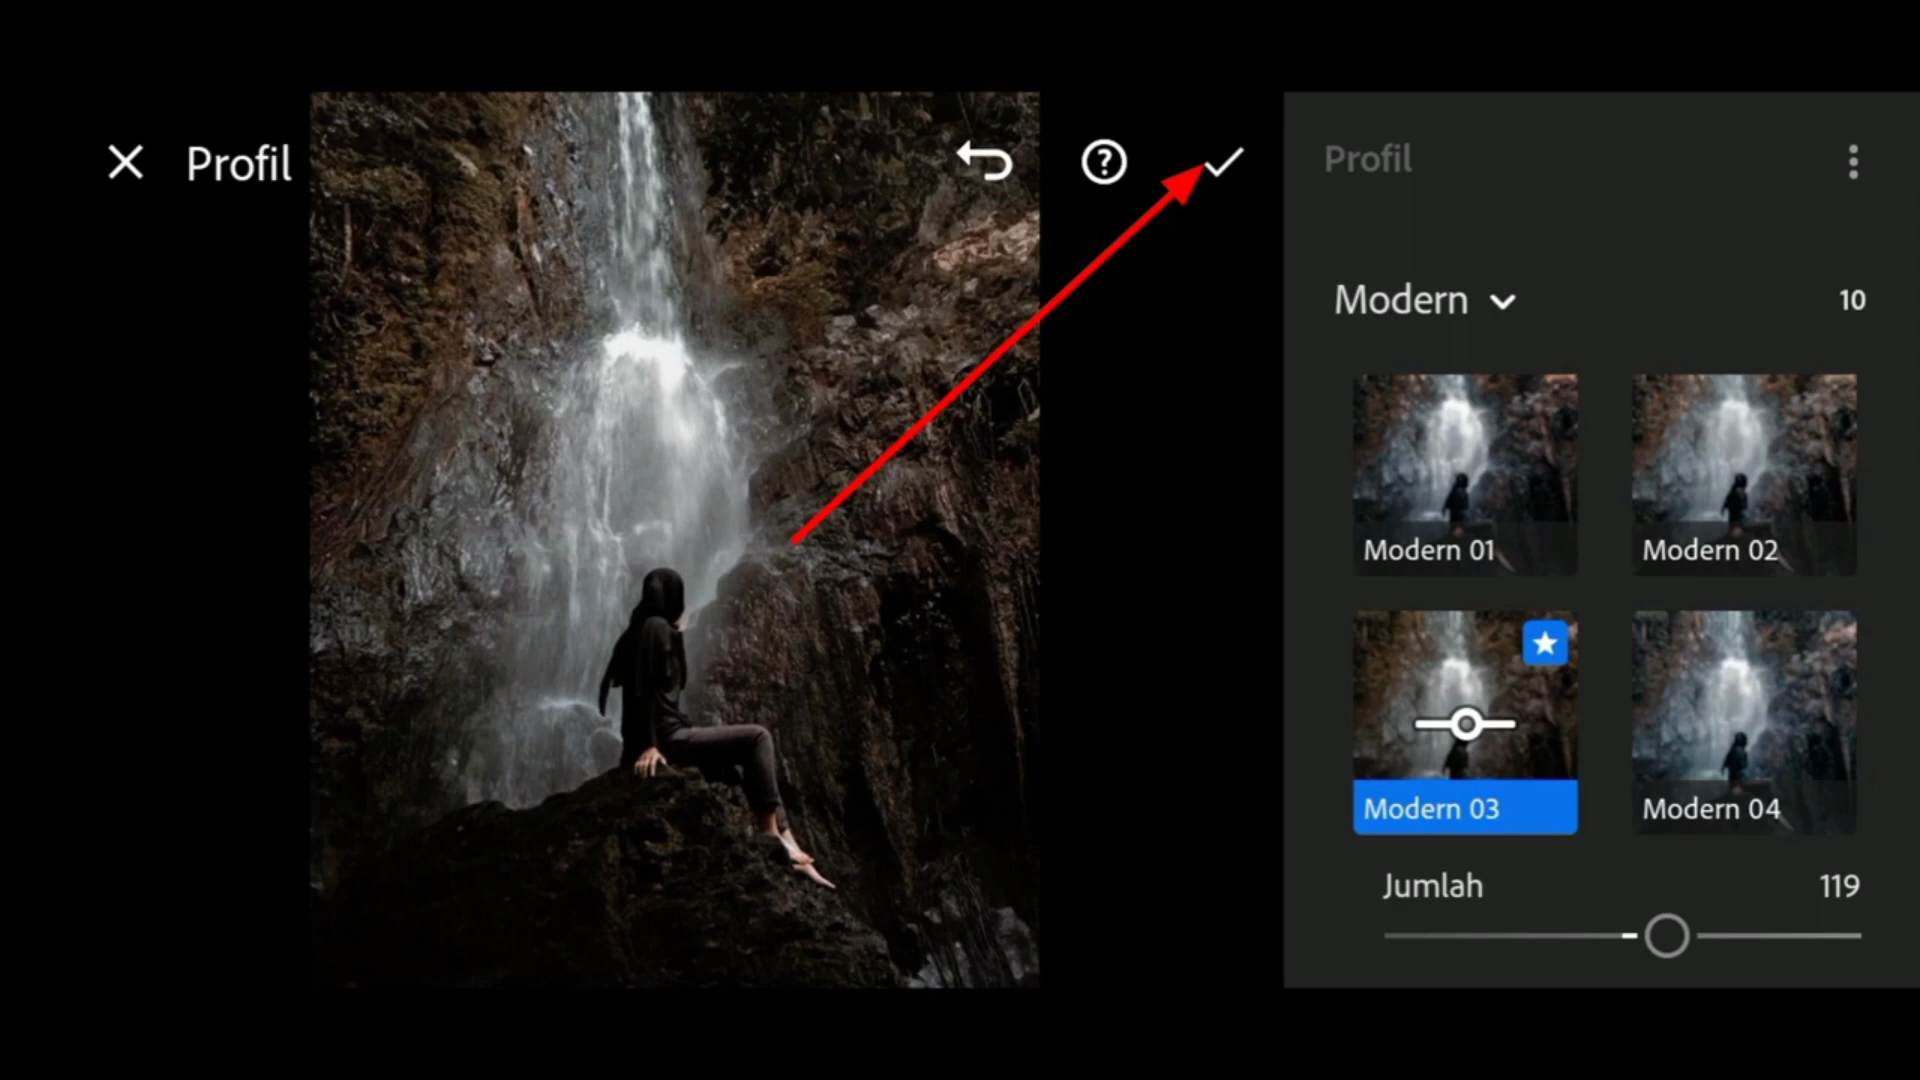 Profil
Profil
Modern
10
Modern 01
Modern 02
Modern 03
Modern 04
Jumlah
119